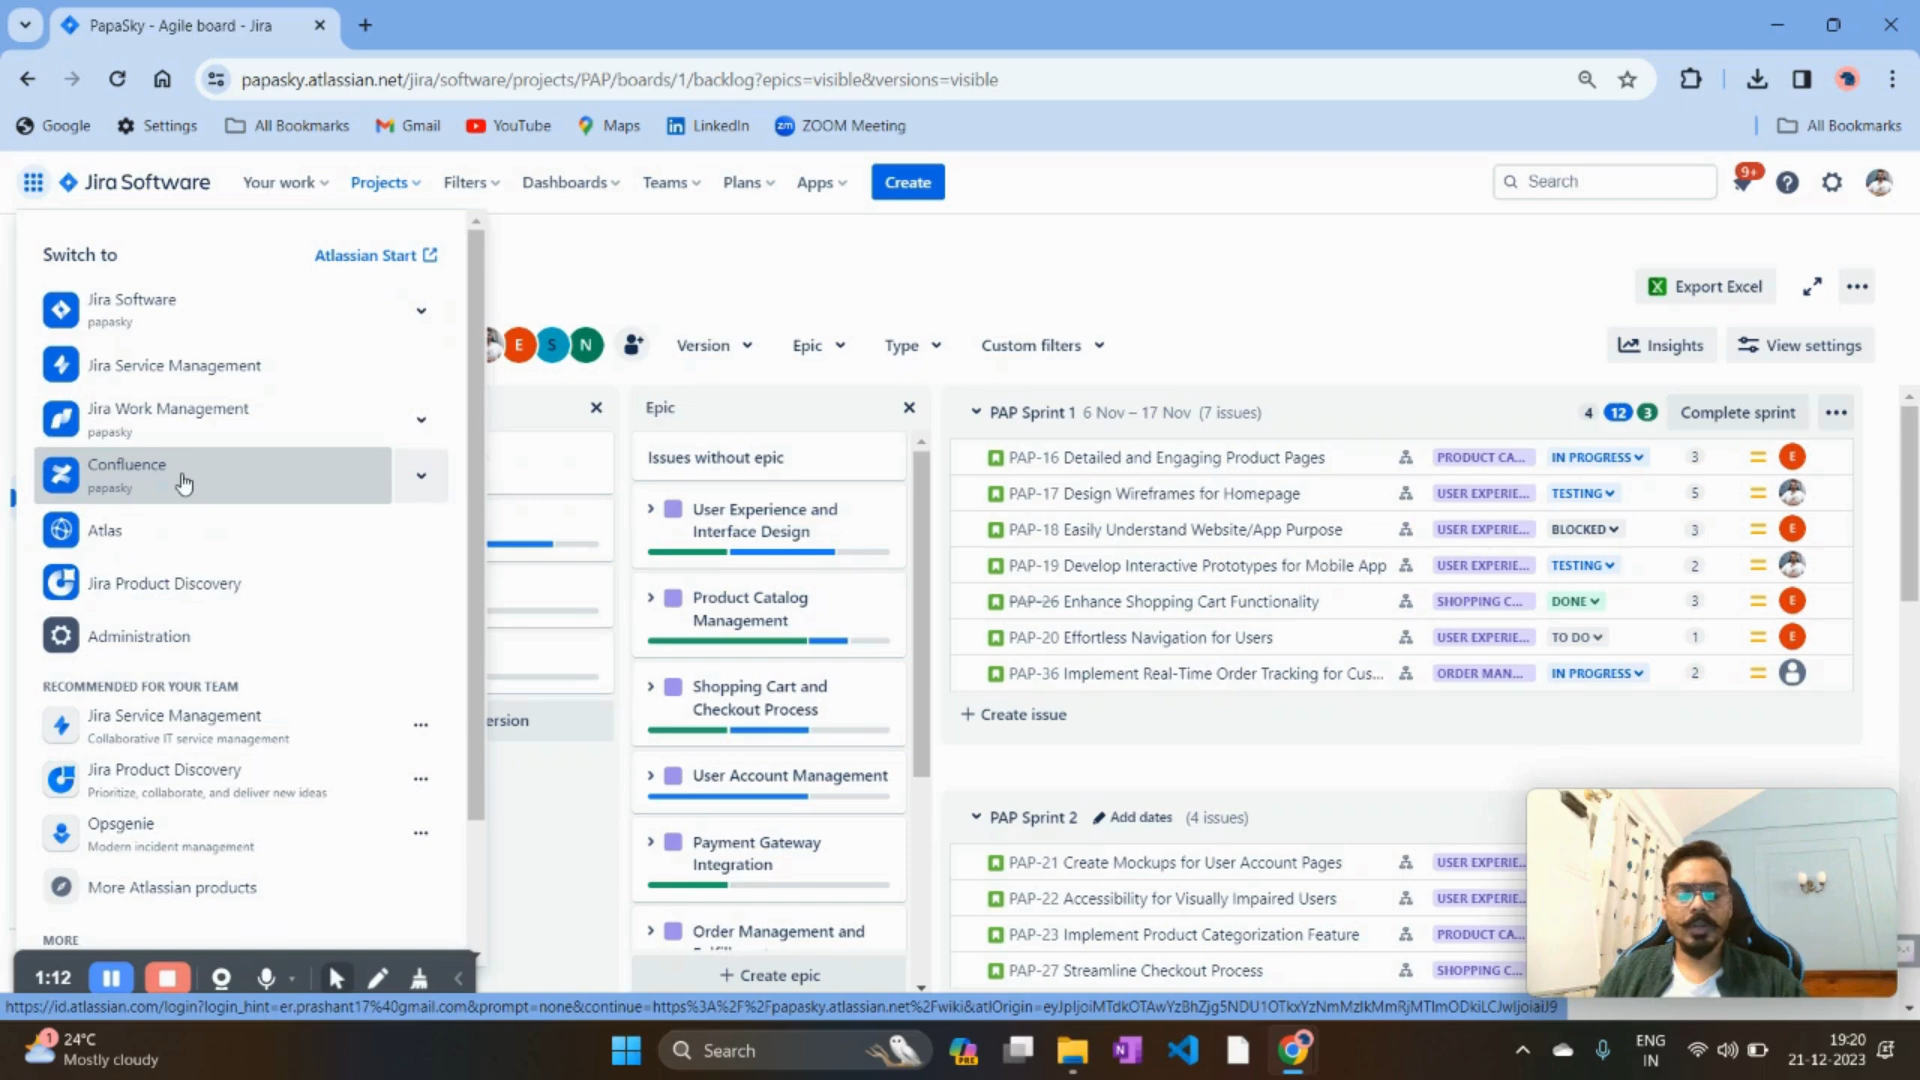 PapaSky - Agile board - Jira
papasky.atlassian.net/jira/software/projects/PAP/boards/1/backlog?epics=visible&versions=visible
Google Settings All Bookmarks Gmail YouTube Maps LinkedIn ZOOM Meeting All Bookmarks
Jira Software Your work Projects Filters Dashboards Teams Plans Apps Create Search 9+
Switch to Atlassian Start
Jira Software
papasky
Jira Service Management
Jira Work Management
papasky
Confluence
papasky
Atlas
Jira Product Discovery
Administration
RECOMMENDED FOR YOUR TEAM
Jira Service Management
Collaborative IT service management
Jira Product Discovery
Prioritize, collaborate, and deliver new ideas
Opsgenie
Modern incident management
More Atlassian products
MORE
Export Excel
E S N Version Epic Type Custom filters Insights View settings
ersion
Epic
Issues without epic
User Experience and
Interface Design
Product Catalog
Management
Shopping Cart and
Checkout Process
User Account Management
Payment Gateway
Integration
Order Management and
+ Create epic
PAP Sprint 1 6 Nov – 17 Nov (7 issues) 4 12 3 Complete sprint
PAP-16 Detailed and Engaging Product Pages PRODUCT CA... IN PROGRESS 3 E
PAP-17 Design Wireframes for Homepage USER EXPERIE... TESTING 5
PAP-18 Easily Understand Website/App Purpose USER EXPERIE... BLOCKED 3 E
PAP-19 Develop Interactive Prototypes for Mobile App USER EXPERIE... TESTING 2
PAP-26 Enhance Shopping Cart Functionality SHOPPING C... DONE 3 E
PAP-20 Effortless Navigation for Users USER EXPERIE... TO DO 1 E
PAP-36 Implement Real-Time Order Tracking for Cus... ORDER MAN... IN PROGRESS 2
+ Create issue
PAP Sprint 2 Add dates (4 issues)
PAP-21 Create Mockups for User Account Pages USER EXPERIE...
PAP-22 Accessibility for Visually Impaired Users USER EXPERIE...
PAP-23 Implement Product Categorization Feature PRODUCT CA...
PAP-27 Streamline Checkout Process SHOPPING C...
1:12
24°C
Mostly cloudy
Search
PRE
ENG
IN
19:20
21-12-2023